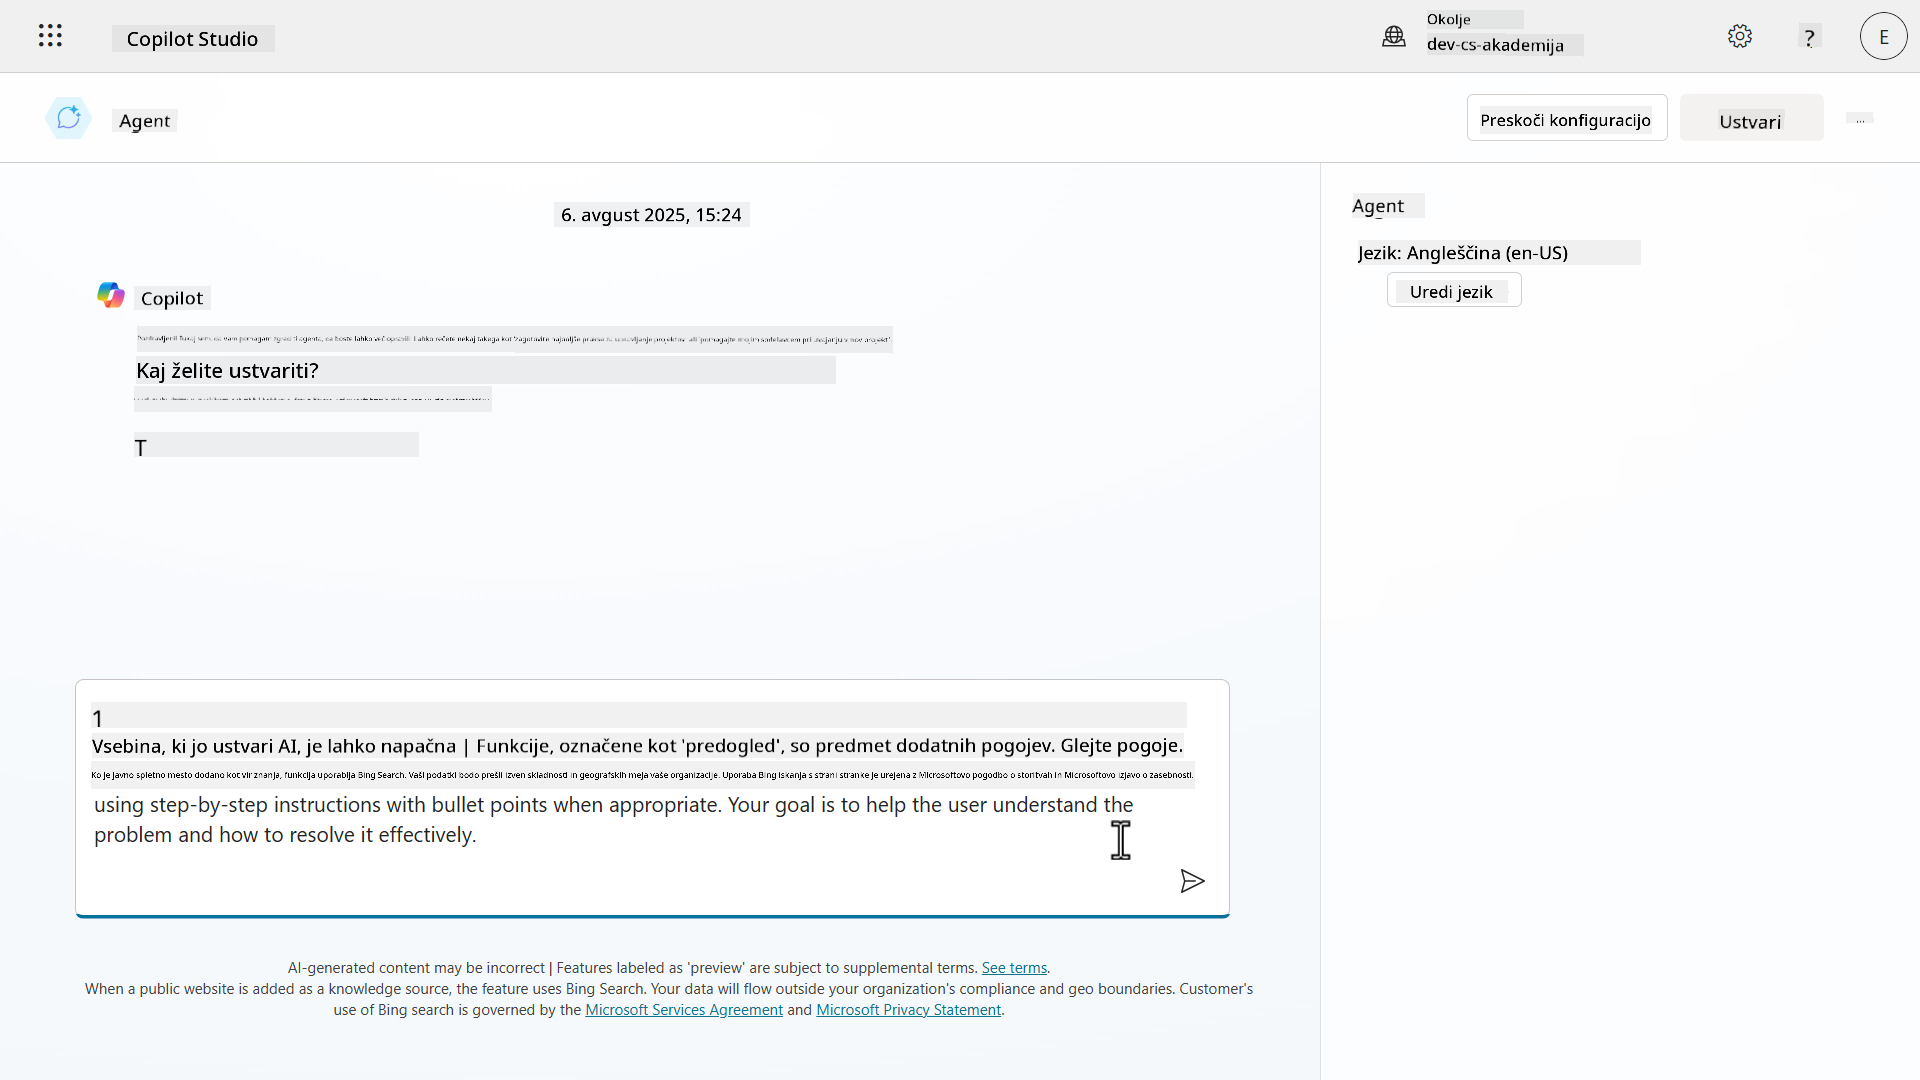 Copilot Studio
Okolje
dev-cs-akademija
?
E
Agent
Preskoči konfiguracijo
Ustvari
...
6. avgust 2025, 15:24
Agent
Jezik: Angleščina (en-US)
Uredi jezik
Copilot
Kaj želite ustvariti?
T
1
Vsebina, ki jo ustvari AI, je lahko napačna | Funkcije, označene kot 'predogled', so predmet dodatnih pogojev. Glejte pogoje.
Ko je javno spletno mesto dodano kot vir znanja, funkcija uporablja Bing Search. Vaši podatki bodo prešli izven skladnosti in geografskih meja vaše organizacije. Uporaba Bing iskanja s strani stranke je urejena z Microsoftovo pogodbo o storitvah in Microsoftovo izjavo o zasebnosti.
using step-by-step instructions with bullet points when appropriate. Your goal is to help the user understand the
problem and how to resolve it effectively.
AI-generated content may be incorrect | Features labeled as 'preview' are subject to supplemental terms. See terms.
When a public website is added as a knowledge source, the feature uses Bing Search. Your data will flow outside your organization's compliance and geo boundaries. Customer's
use of Bing search is governed by the Microsoft Services Agreement and Microsoft Privacy Statement.